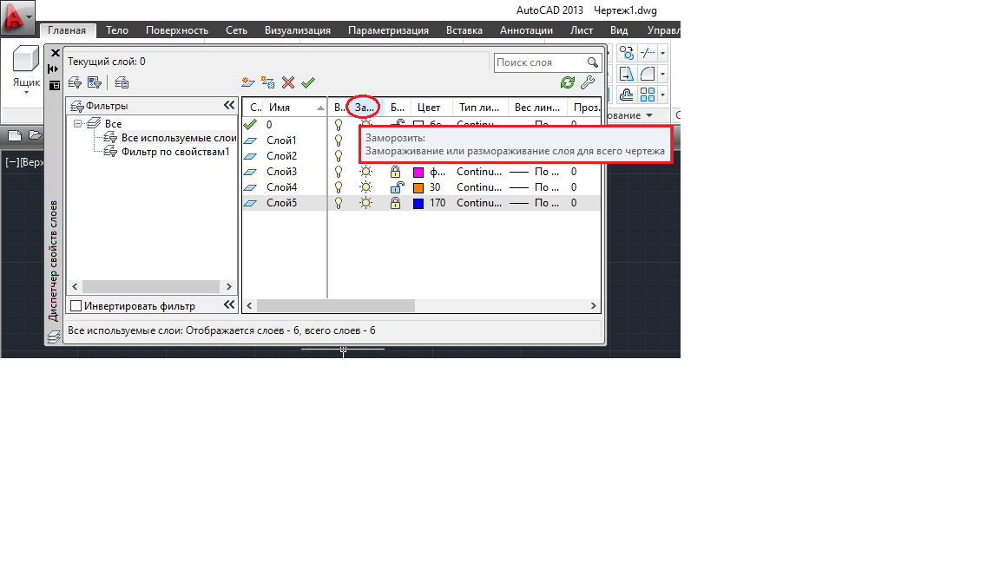 AutoCAD 2013 Чертеж1.dwg
Главная Тело Поверхность Сеть Визуализация Параметризация Вставка Аннотации Лист Вид Управл
Ящик
Текущий слой: 0
Поиск слоя
Фильтры
Все
Все используемые слои
Фильтр по свойствам1
С.. Имя В.. За... Б... Цвет Тип ли... Вес лин... Проз.
0 Continu... 0
Слой1
Слой2
Заморозить:
Замораживание или размораживание слоя для всего чертежа
Слой3 ф... Continu... По ... 0
Слой4 30 Continu... По ... 0
Слой5 170 Continu... По ... 0
Инвертировать фильтр
Все используемые слои: Отображается слоев - 6, всего слоев - 6
Диспетчер свойств слоев
[−][Верх
ование